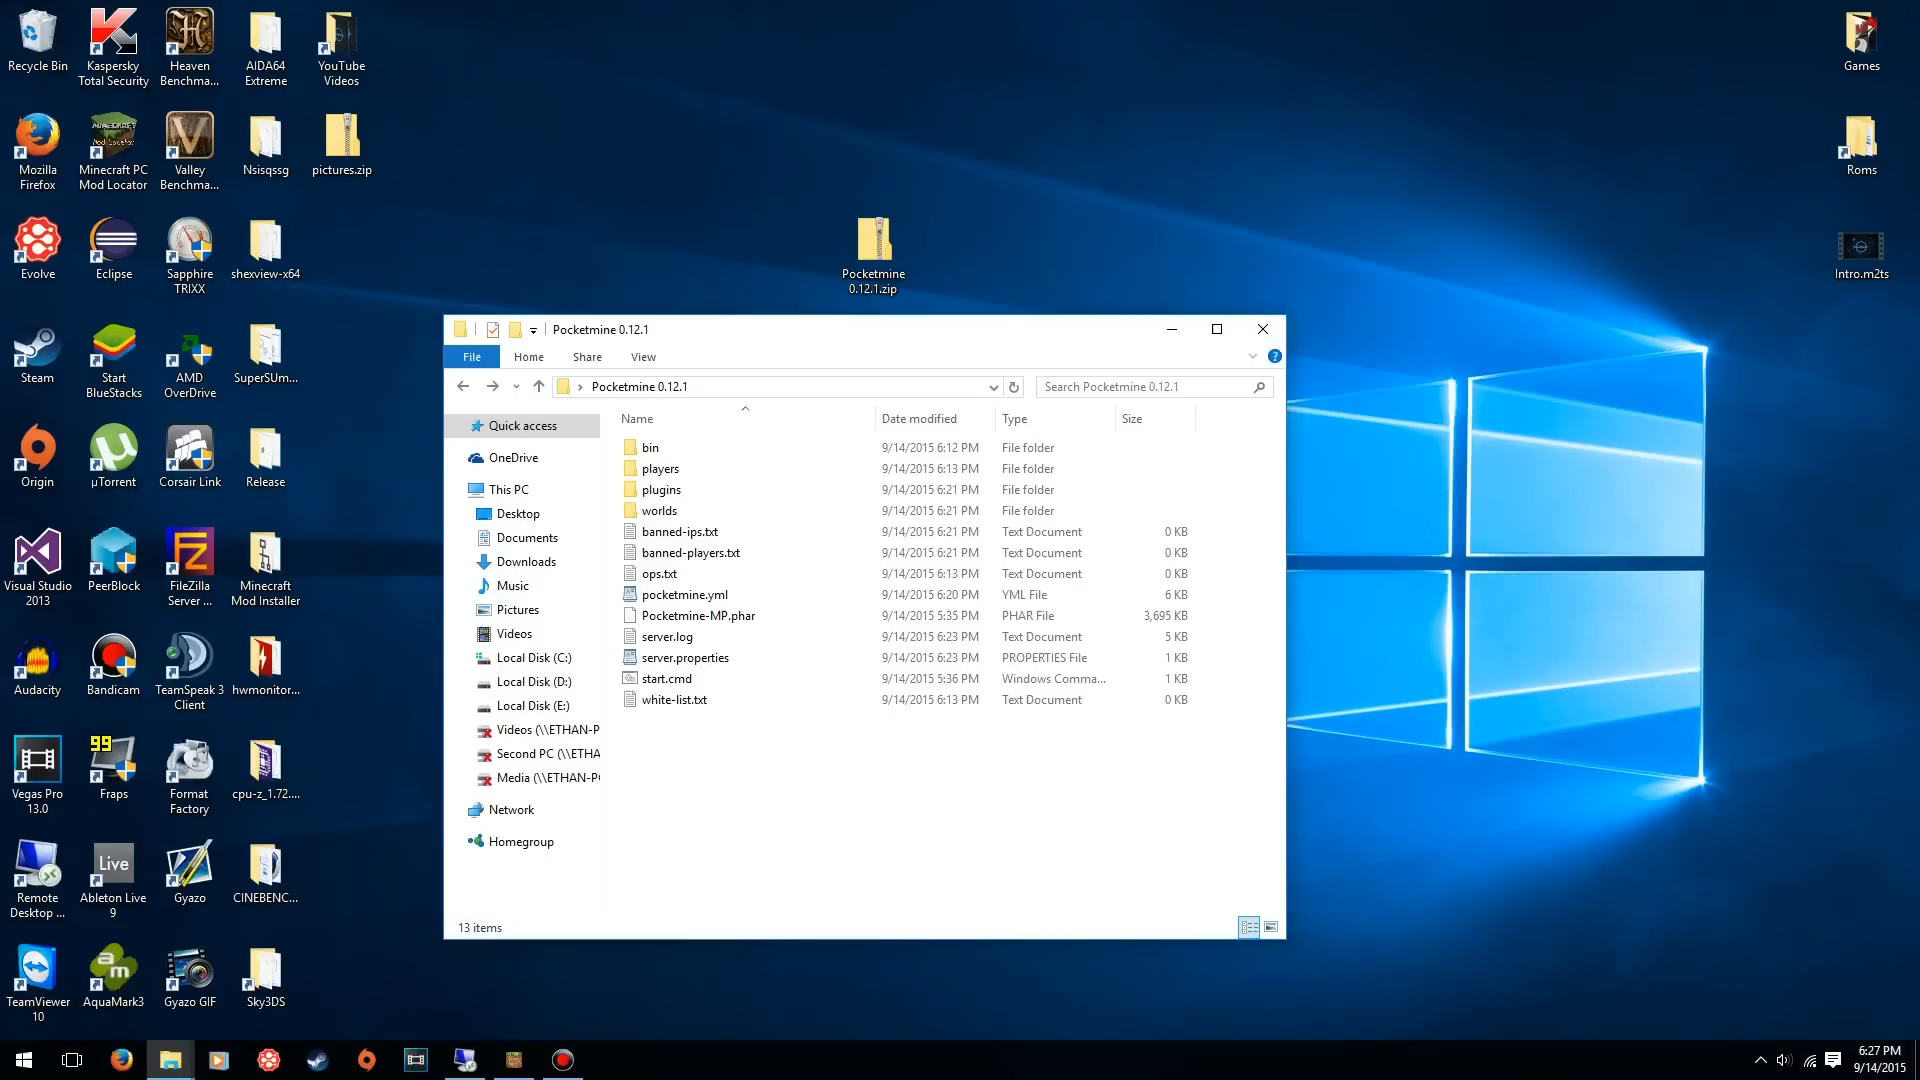 Recycle Bin
Kaspersky
Total Security
Heaven
Benchma...
AIDA64
Extreme
YouTube
Videos
Games
Mozilla
Firefox
Minecraft PC
Mod Locator
Valley
Benchma...
Nsisqssg
pictures.zip
Roms
Evolve
Eclipse
Sapphire
TRIXX
shexview-x64
Pocketmine
0.12.1.zip
Intro.m2ts
Steam
Start
BlueStacks
AMD
OverDrive
SuperSUm...
Origin
µTorrent
Corsair Link
Release
Visual Studio
2013
PeerBlock
FileZilla
Server ...
Minecraft
Mod Installer
Audacity
Bandicam
TeamSpeak 3
Client
hwmonitor...
Vegas Pro
13.0
99
Fraps
Format
Factory
cpu-z_1.72....
Remote
Desktop ...
Live
Ableton Live
9
Gyazo
CINEBENC...
TeamViewer
10
am
AquaMark3
Gyazo GIF
Sky3DS
Pocketmine 0.12.1
File Home Share View
Pocketmine 0.12.1
Search Pocketmine 0.12.1
Quick access
OneDrive
This PC
Desktop
Documents
Downloads
Music
Pictures
Videos
Local Disk (C:)
Local Disk (D:)
Local Disk (E:)
Videos (\\ETHAN-P
Second PC (\\ETHA
Media (\\ETHAN-P
Network
Homegroup
Name Date modified Type Size
bin 9/14/2015 6:12 PM File folder
players 9/14/2015 6:13 PM File folder
plugins 9/14/2015 6:21 PM File folder
worlds 9/14/2015 6:21 PM File folder
banned-ips.txt 9/14/2015 6:21 PM Text Document 0 KB
banned-players.txt 9/14/2015 6:21 PM Text Document 0 KB
ops.txt 9/14/2015 6:13 PM Text Document 0 KB
pocketmine.yml 9/14/2015 6:20 PM YML File 6 KB
Pocketmine-MP.phar 9/14/2015 5:35 PM PHAR File 3,695 KB
server.log 9/14/2015 6:23 PM Text Document 5 KB
server.properties 9/14/2015 6:23 PM PROPERTIES File 1 KB
start.cmd 9/14/2015 5:36 PM Windows Comma... 1 KB
white-list.txt 9/14/2015 6:13 PM Text Document 0 KB
13 items
6:27 PM
9/14/2015